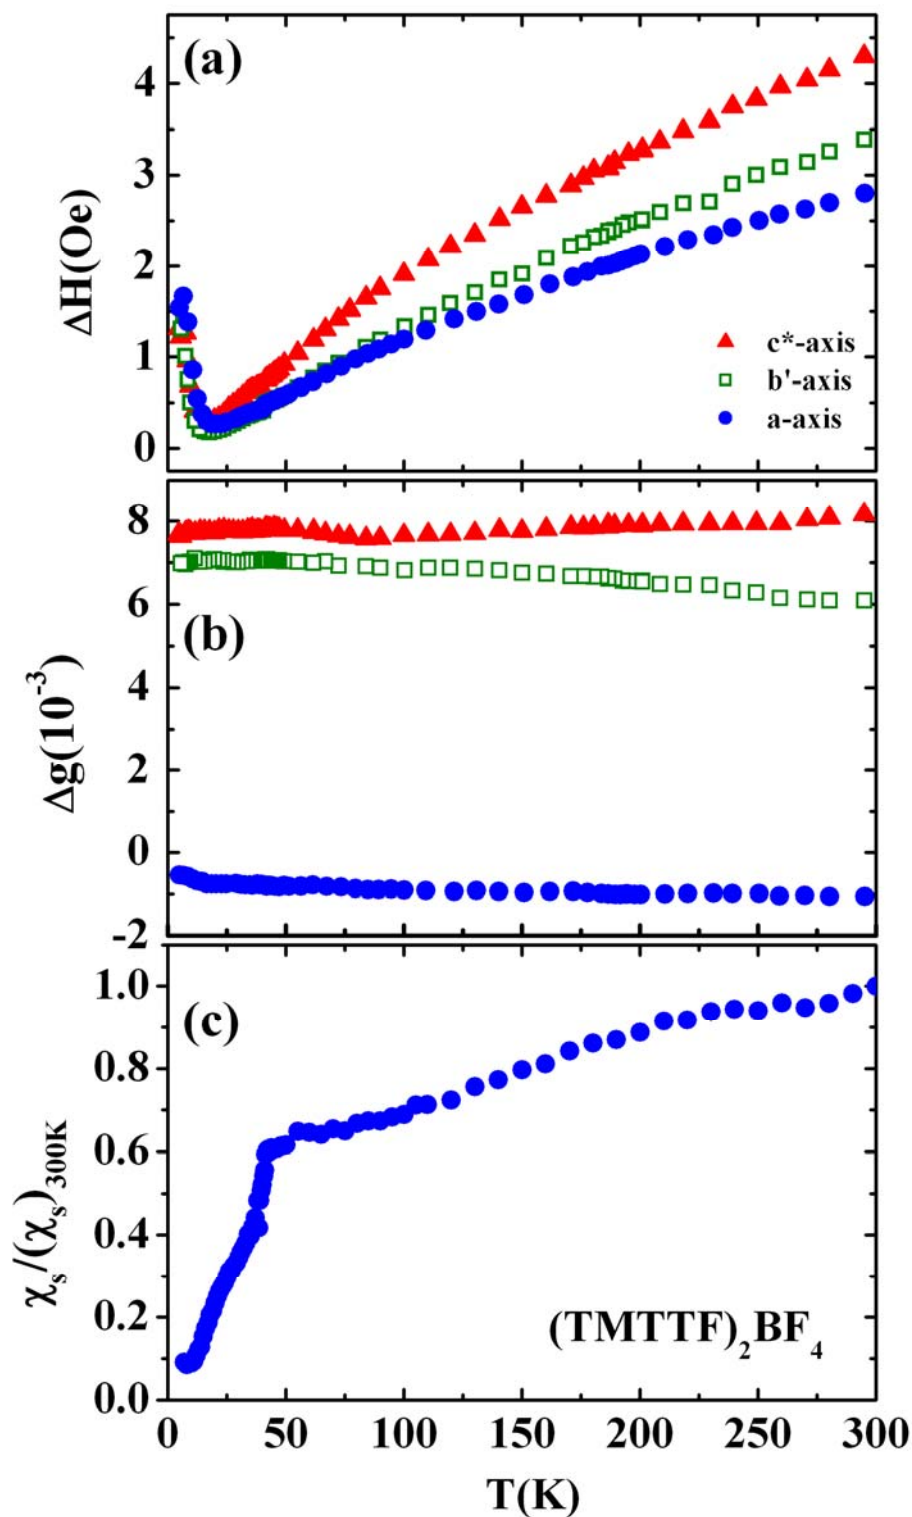 (a)
4
3
2
1
0
ΔH(Oe)
c*-axis
b'-axis
a-axis
(b)
8
6
4
2
0
-2
Δg(10⁻³)
(c)
1.0
0.8
0.6
0.4
0.2
0.0
χₛ/(χₛ)₃₀₀K
(TMTTF)₂BF₄
0 50 100 150 200 250 300
T(K)